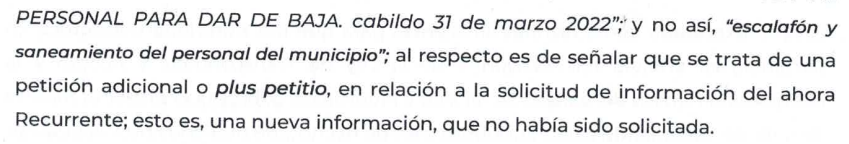 PERSONAL PARA DAR DE BAJA. cabildo 31 de marzo 2022"; y no así, "escalafón y
saneamiento del personal del municipio"; al respecto es de señalar que se trata de una
petición adicional o plus petitio, en relación a la solicitud de información del ahora
Recurrente; esto es, una nueva información, que no había sido solicitada.